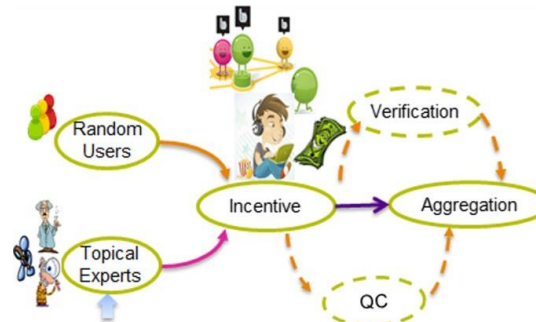 b
b
b
Verification
Random
Users
Incentive
Aggregation
Topical
Experts
QC